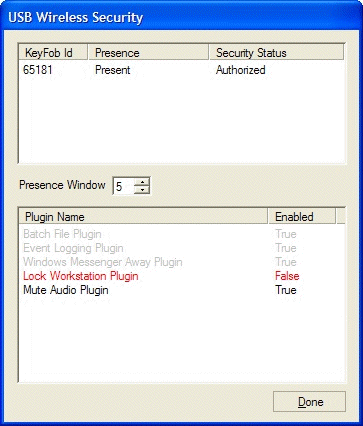 USB Wireless Security
KeyFob Id Presence Security Status
65181 Present Authorized
Presence Window 5
Plugin Name Enabled
Batch File Plugin True
Event Logging Plugin True
Windows Messenger Away Plugin True
Lock Workstation Plugin False
Mute Audio Plugin True
Done